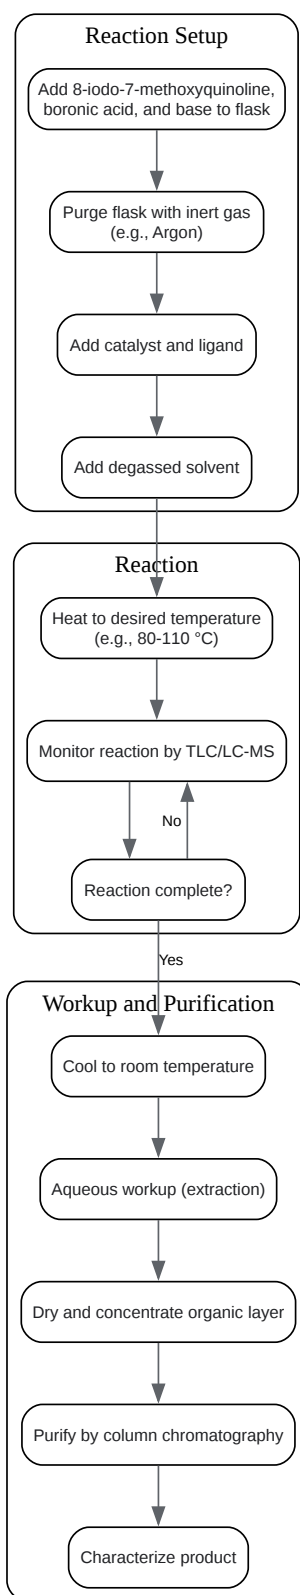 Reaction Setup
Add 8-iodo-7-methoxyquinoline,
boronic acid, and base to flask
Purge flask with inert gas
(e.g., Argon)
Add catalyst and ligand
Add degassed solvent
Reaction
Heat to desired temperature
(e.g., 80-110 °C)
Monitor reaction by TLC/LC-MS
No
Reaction complete?
Yes
Workup and Purification
Cool to room temperature
Aqueous workup (extraction)
Dry and concentrate organic layer
Purify by column chromatography
Characterize product